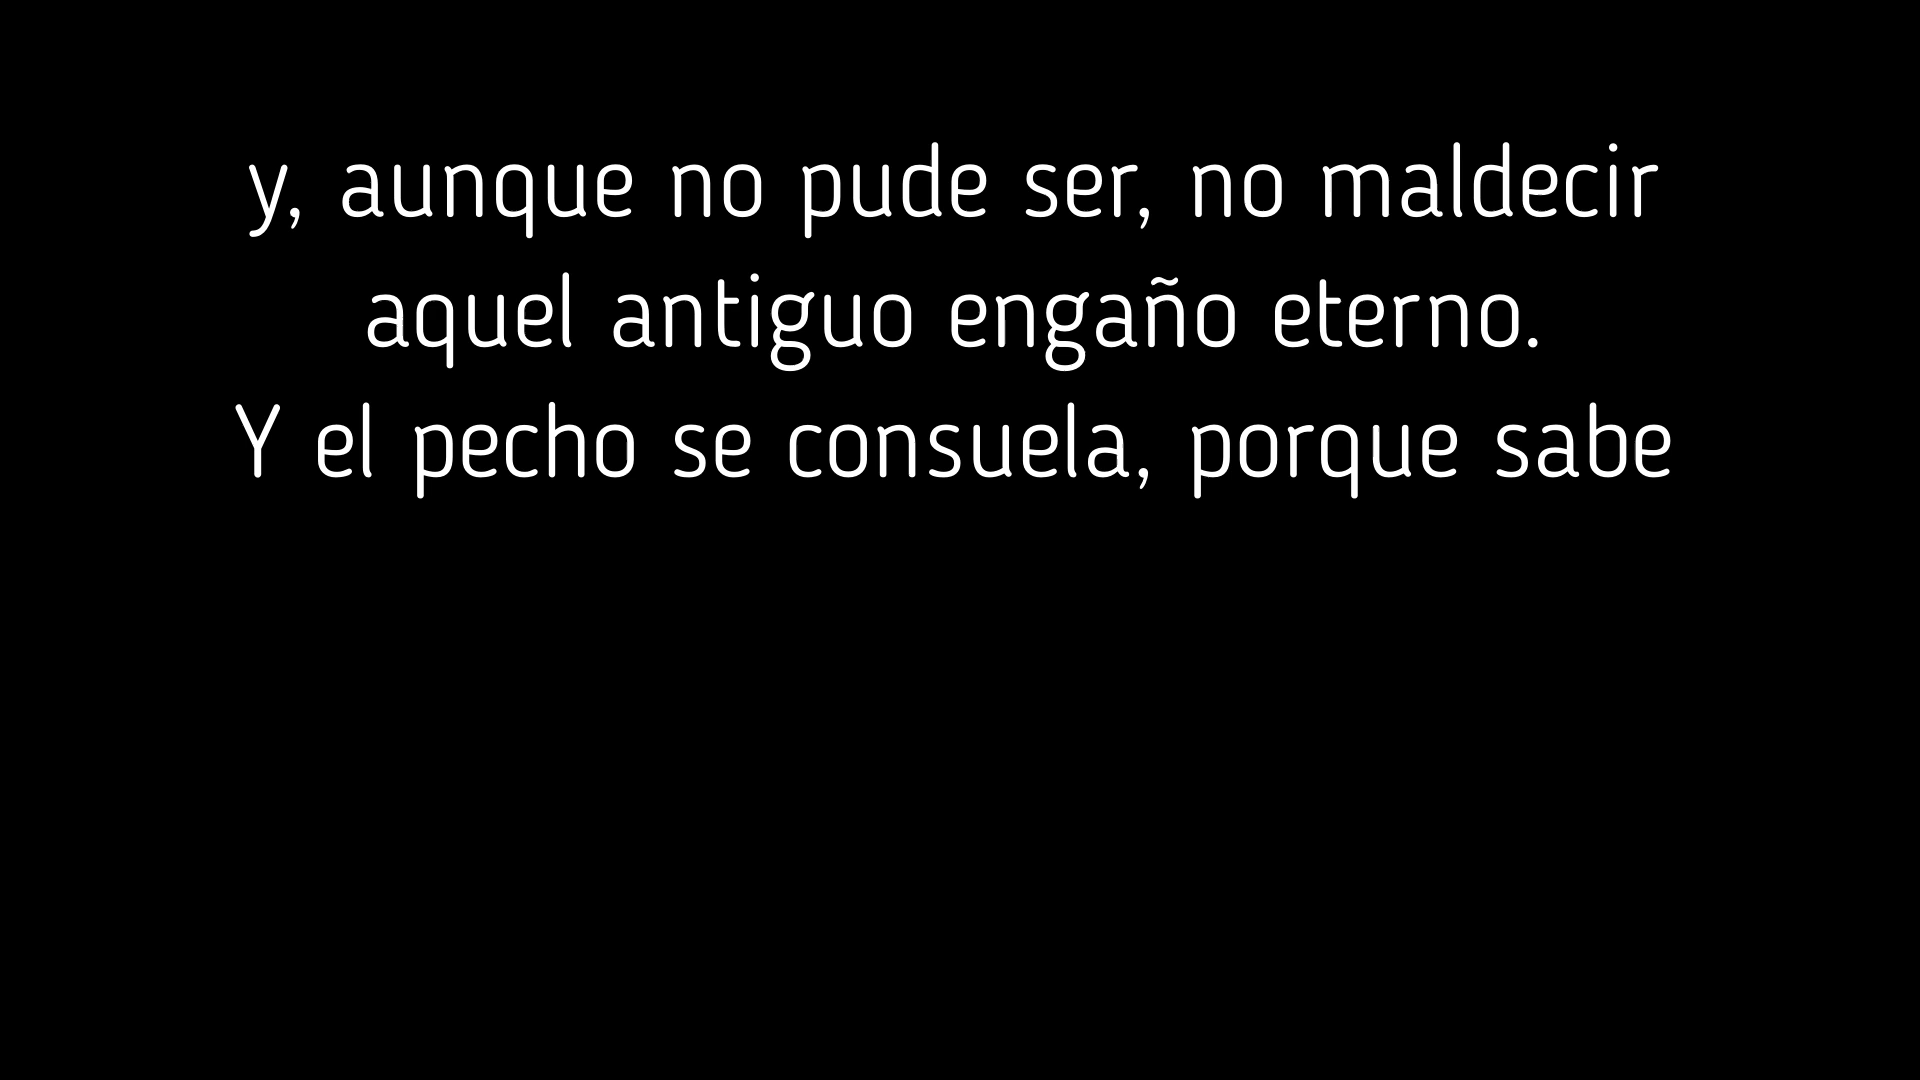 y, aunque no pude ser, no maldecir
aquel antiguo engaño eterno.
Y el pecho se consuela, porque sabe